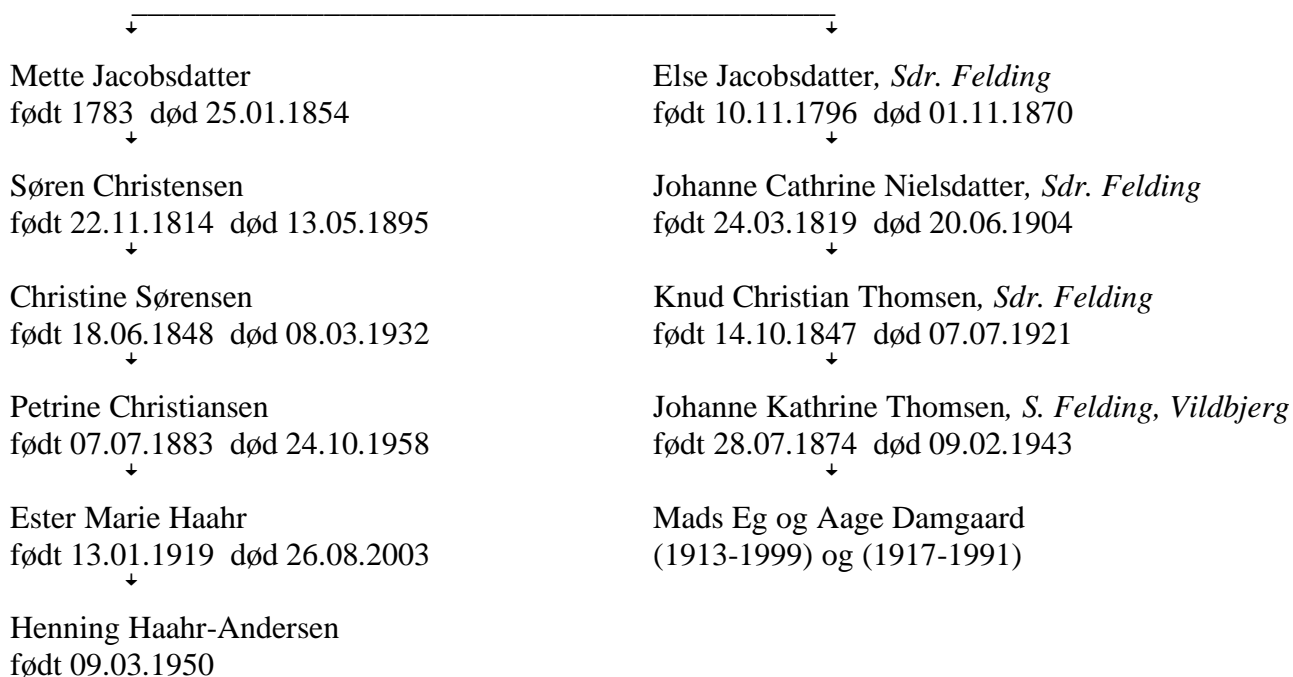 Mette Jacobsdatter
født 1783 død 25.01.1854
Søren Christensen
født 22.11.1814 død 13.05.1895
Christine Sørensen
født 18.06.1848 død 08.03.1932
Petrine Christiansen
født 07.07.1883 død 24.10.1958
Ester Marie Haahr
født 13.01.1919 død 26.08.2003
Henning Haahr-Andersen
født 09.03.1950
Else Jacobsdatter, Sdr. Felding
født 10.11.1796 død 01.11.1870
Johanne Cathrine Nielsdatter, Sdr. Felding
født 24.03.1819 død 20.06.1904
Knud Christian Thomsen, Sdr. Felding
født 14.10.1847 død 07.07.1921
Johanne Kathrine Thomsen, S. Felding, Vildbjerg
født 28.07.1874 død 09.02.1943
Mads Eg og Aage Damgaard
(1913-1999) og (1917-1991)